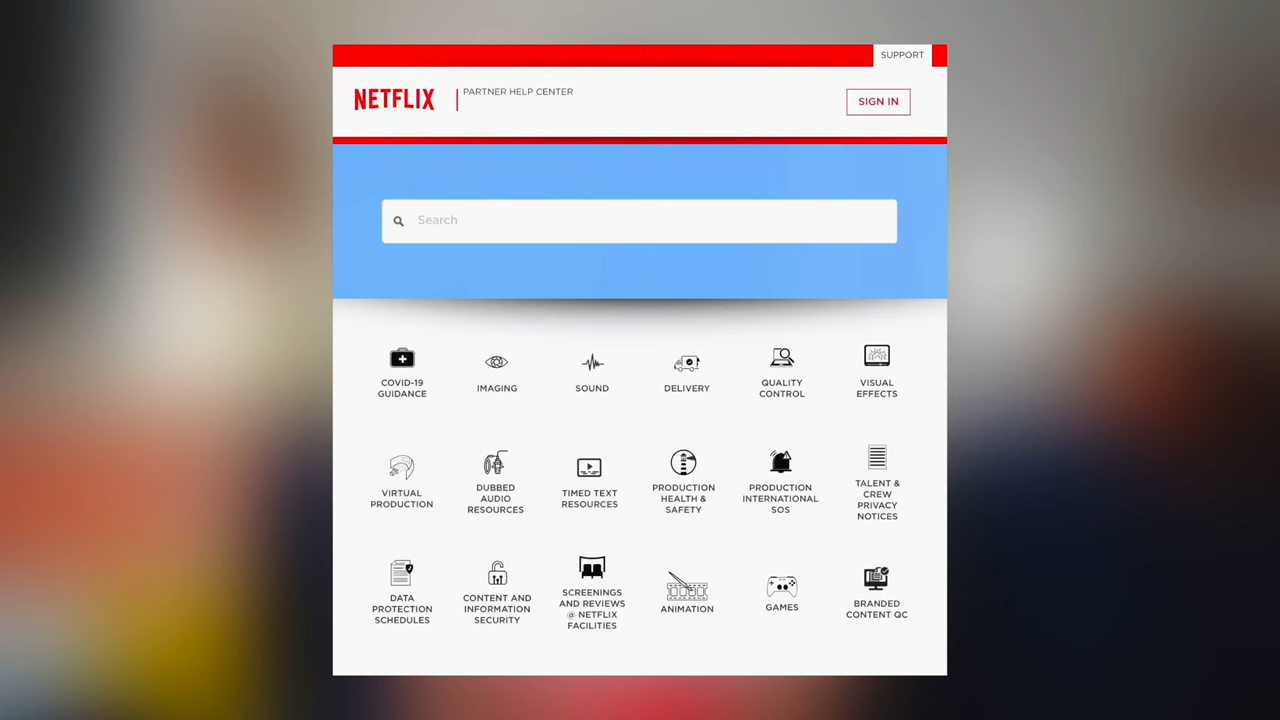 SUPPORT
NETFLIX
PARTNER HELP CENTER
SIGN IN
Search
COVID-19
GUIDANCE
IMAGING
SOUND
DELIVERY
QUALITY
CONTROL
VISUAL
EFFECTS
VIRTUAL
PRODUCTION
DUBBED
AUDIO
RESOURCES
TIMED TEXT
RESOURCES
PRODUCTION
HEALTH &
SAFETY
PRODUCTION
INTERNATIONAL
SOS
TALENT &
CREW
PRIVACY
NOTICES
DATA
PROTECTION
SCHEDULES
CONTENT AND
INFORMATION
SECURITY
SCREENINGS
AND REVIEWS
@ NETFLIX
FACILITIES
ANIMATION
GAMES
BRANDED
CONTENT QC